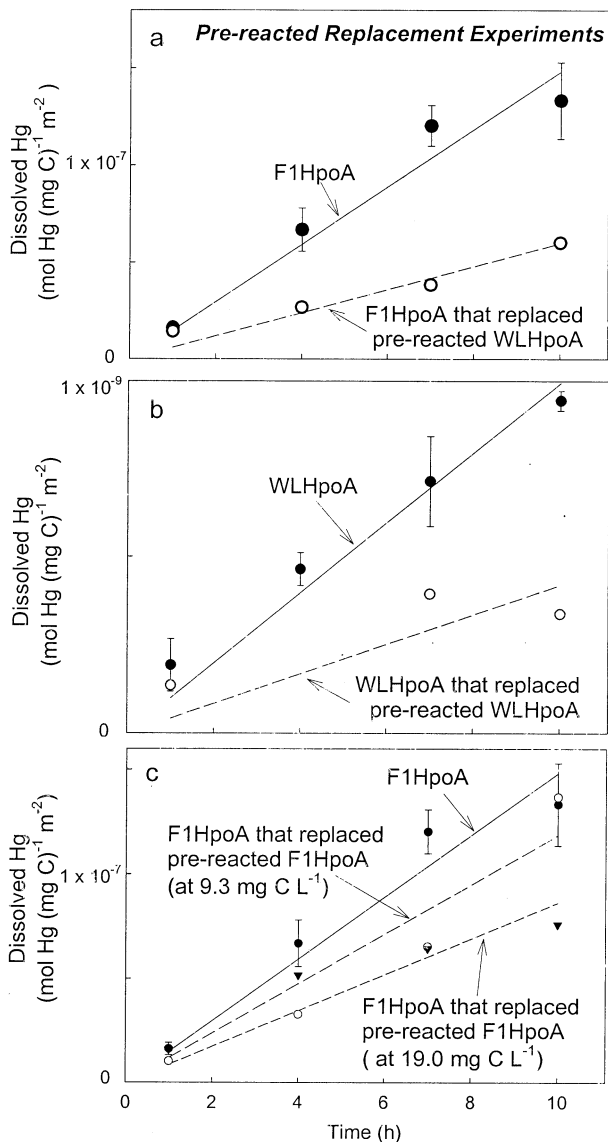 a
Pre-reacted Replacement Experiments
Dissolved Hg
(mol Hg (mg C)⁻¹ m⁻²)
1 x 10⁻⁷
0
F1HpoA
F1HpoA that replaced
pre-reacted WLHpoA
b
Dissolved Hg
(mol Hg (mg C)⁻¹ m⁻²)
1 x 10⁻⁹
0
WLHpoA
WLHpoA that replaced
pre-reacted WLHpoA
c
Dissolved Hg
(mol Hg (mg C)⁻¹ m⁻²)
1 x 10⁻⁷
0
F1HpoA
F1HpoA that replaced
pre-reacted F1HpoA
(at 9.3 mg C L⁻¹)
F1HpoA that replaced
pre-reacted F1HpoA
( at 19.0 mg C L⁻¹)
0 2 4 6 8 10
Time (h)